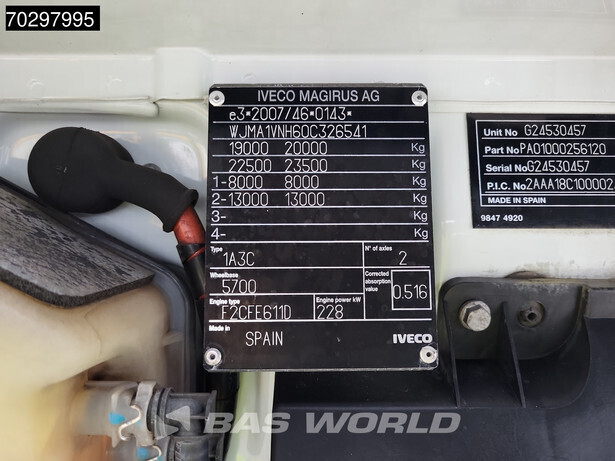 70297995
IVECO MAGIRUS AG
e3*2007/46*0143*
WJMA1VNH60C326541
19000 20000 Kg
22500 23500 Kg
1-8000 8000 Kg
2-13000 13000 Kg
3- Kg
4- Kg
Type N° of axles
1A3C 2
Wheelbase Corrected absorption value
5700 0.516
Engine type Engine power kW
F2CFE611D 228
Made in
SPAIN IVECO
Unit No G24530457
Part No PA01000256120
Serial No G24530457
P.I.C. No 2AAA18C100002
MADE IN SPAIN
9847 4920
BAS WORLD